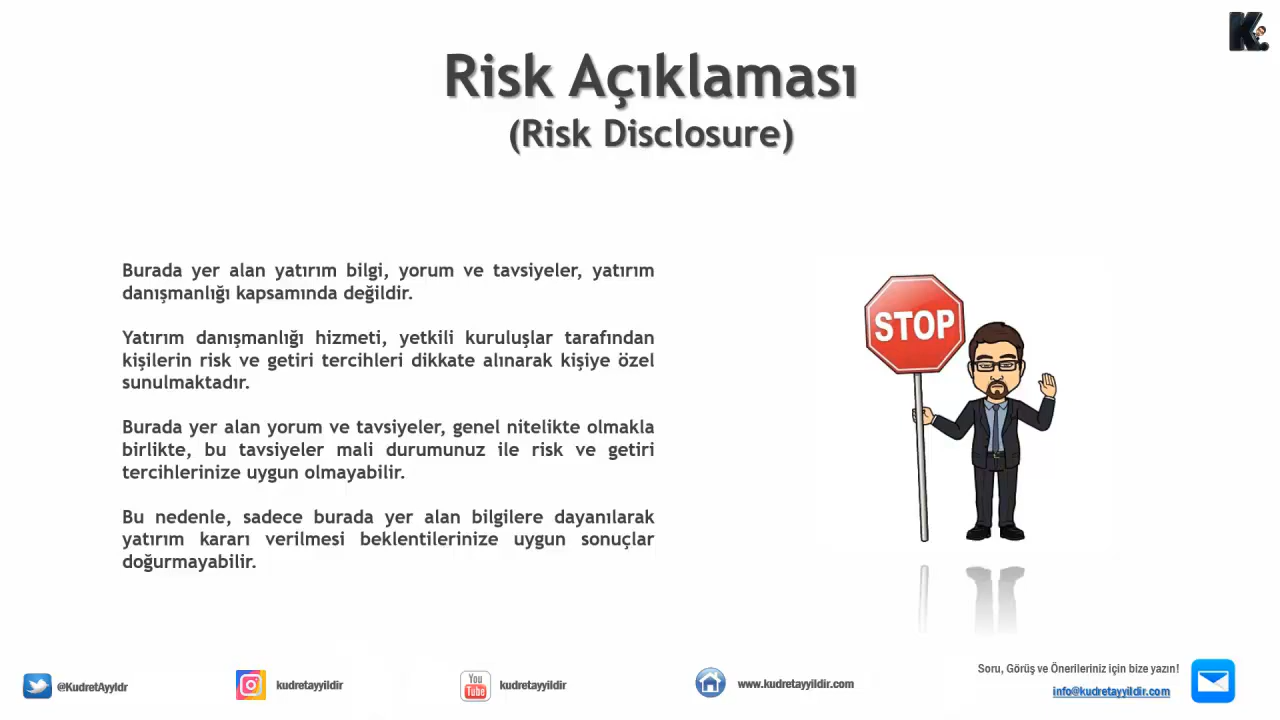 Risk Açıklaması
(Risk Disclosure)
Burada yer alan yatırım bilgi, yorum ve tavsiyeler, yatırım
danışmanlığı kapsamında değildir.
Yatırım danışmanlığı hizmeti, yetkili kuruluşlar tarafından
kişilerin risk ve getiri tercihleri dikkate alınarak kişiye özel
sunulmaktadır.
Burada yer alan yorum ve tavsiyeler, genel nitelikte olmakla
birlikte, bu tavsiyeler mali durumunuz ile risk ve getiri
tercihlerinize uygun olmayabilir.
Bu nedenle, sadece burada yer alan bilgilere dayanılarak
yatırım kararı verilmesi beklentilerinize uygun sonuçlar
doğurmayabilir.
STOP
@KudretAyyldr
kudretayyildir
You Tube
kudretayyildir
www.kudretayyildir.com
Soru, Görüş ve Önerileriniz için bize yazın!
info@kudretayyildir.com
K